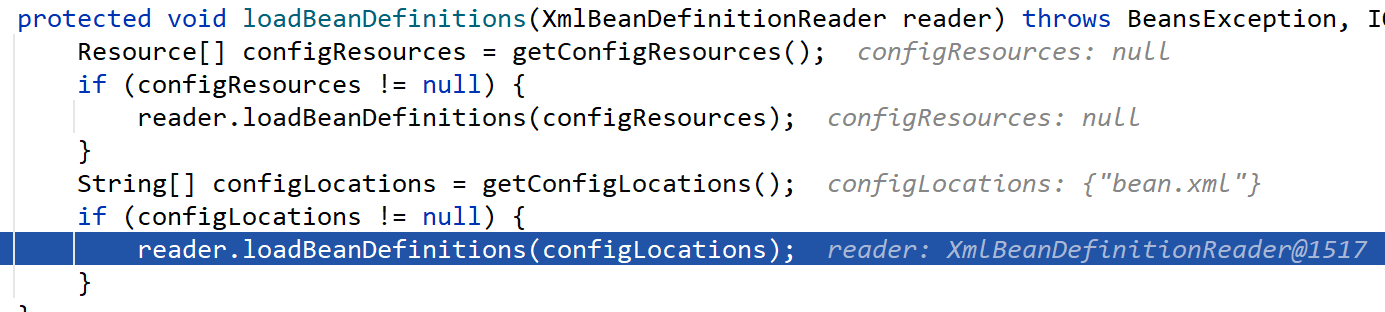 protected void loadBeanDefinitions(XmlBeanDefinitionReader reader) throws BeansException, IO
Resource[] configResources = getConfigResources(); configResources: null
if (configResources != null) {
reader.loadBeanDefinitions(configResources); configResources: null
}
String[] configLocations = getConfigLocations(); configLocations: {"bean.xml"}
if (configLocations != null) {
reader.loadBeanDefinitions(configLocations); reader: XmlBeanDefinitionReader@1517
}
}